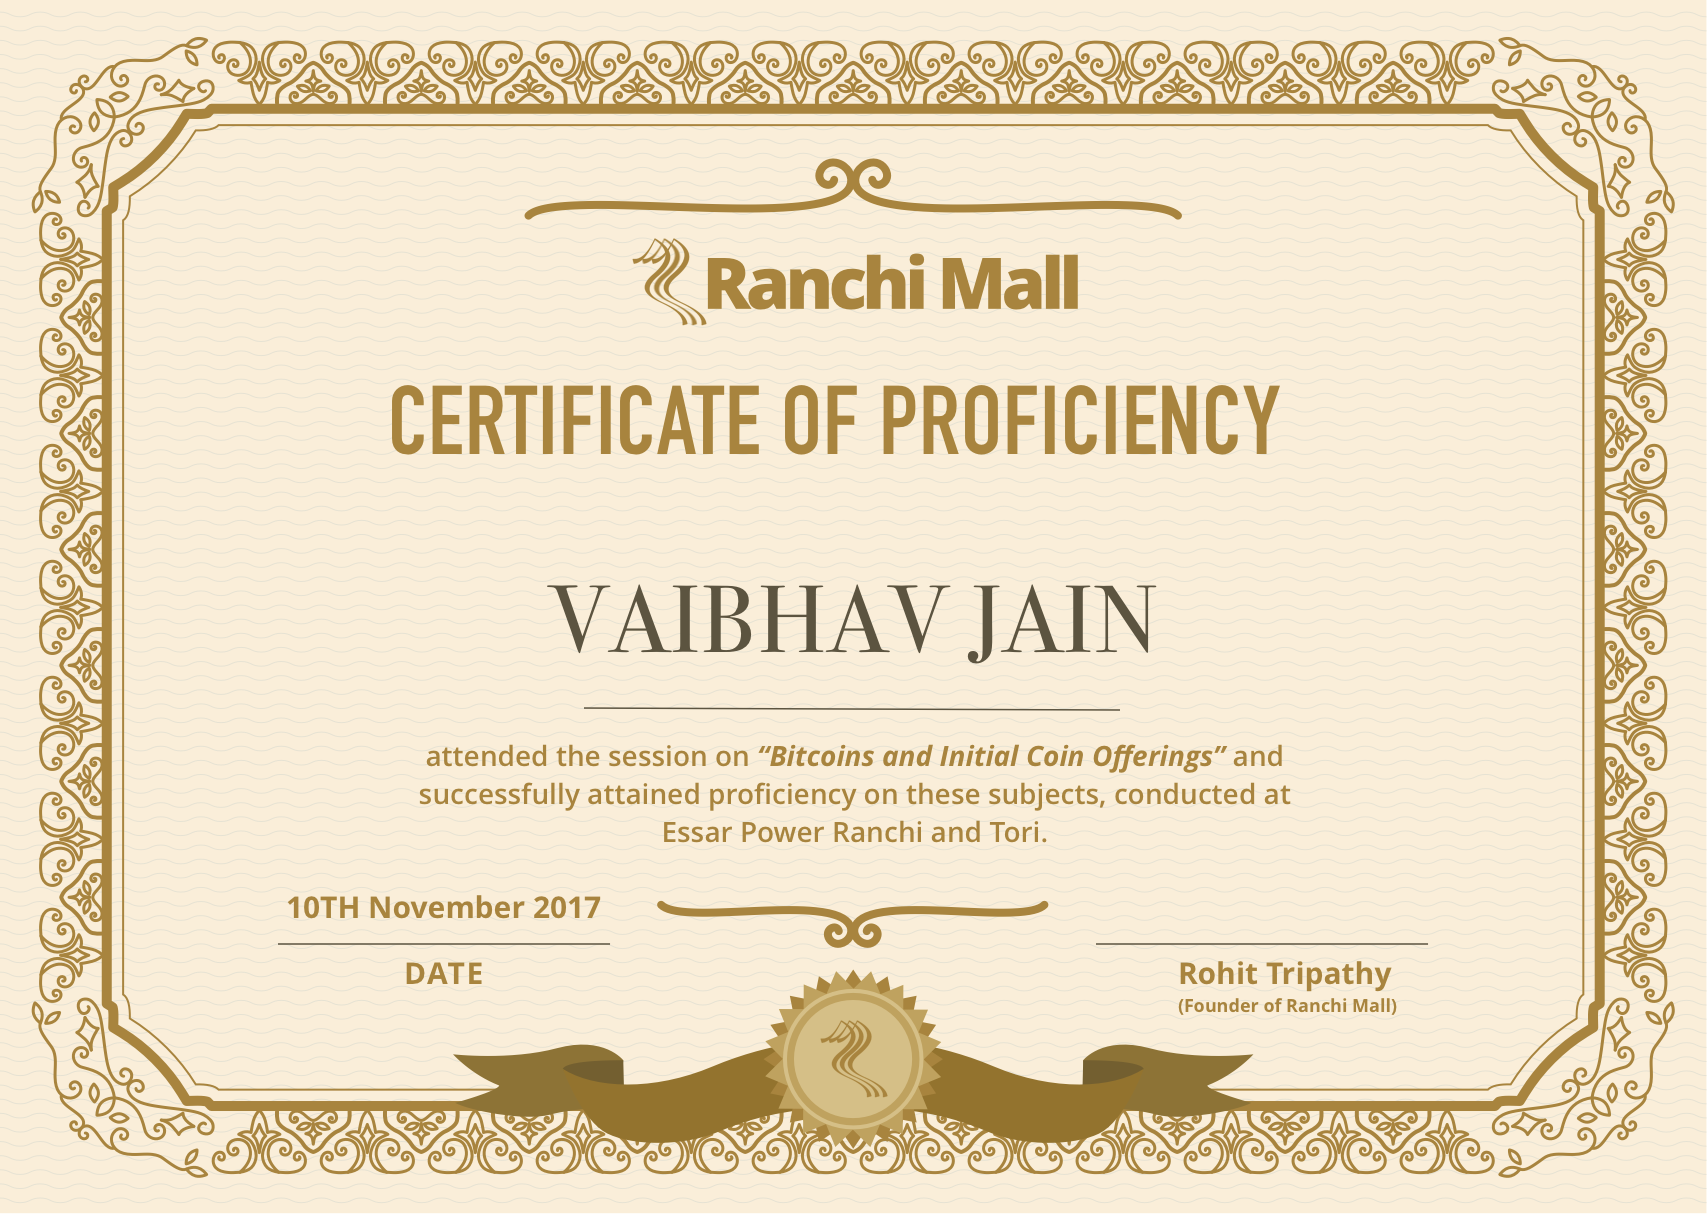 Ranchi Mall
CERTIFICATE OF PROFICIENCY
VAIBHAV JAIN
attended the session on “Bitcoins and Initial Coin Offerings” and
successfully attained proficiency on these subjects, conducted at
Essar Power Ranchi and Tori.
10TH November 2017
DATE
Rohit Tripathy
(Founder of Ranchi Mall)